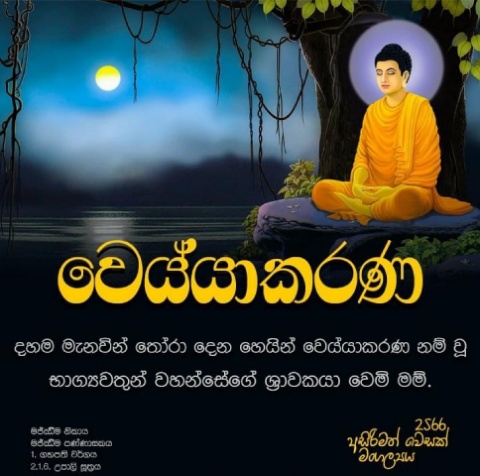 වෙය්යාකරණ
දහම මැනවින් තෝරා දෙන හෙයින් වෙය්යාකරණ නම් වූ
භාග්‍යවතුන් වහන්සේගේ ශ්‍රාවකයා වෙමි මම්.
මජ්ඣිම නිකාය
මජ්ඣිම පණ්ණාසකය
1. ගහපති වර්ගය
2.1.6. උපාලි සූත්‍රය
2566
අසිරිමත් වෙසක්
මංගල්‍යය